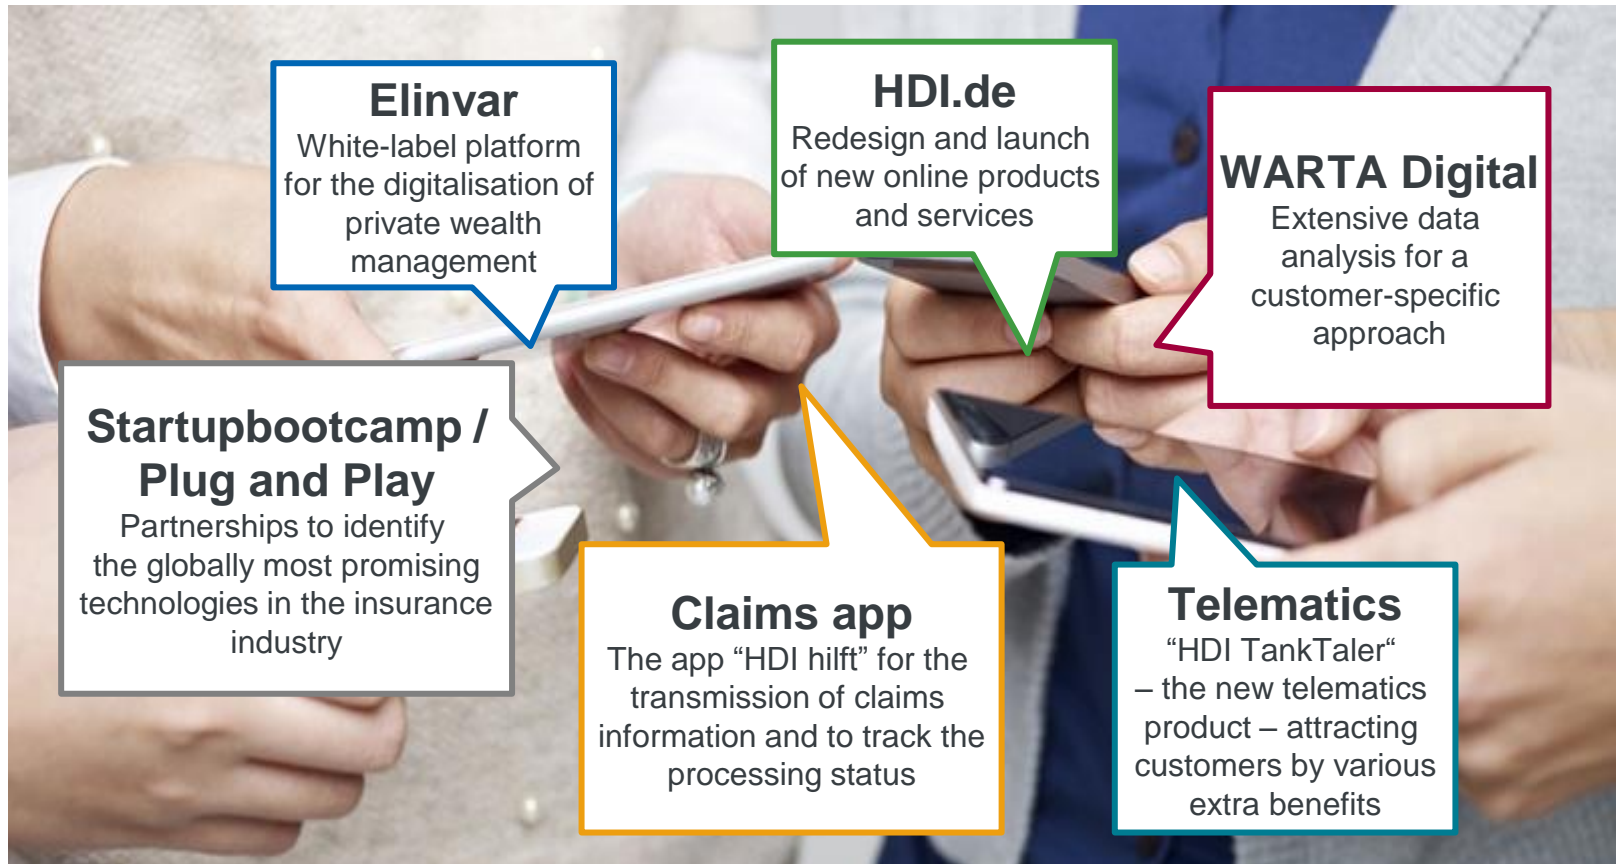 Elinvar
White-label platform
for the digitalisation of
private wealth
management
HDI.de
Redesign and launch
of new online products
and services
WARTA Digital
Extensive data
analysis for a
customer-specific
approach
Startupbootcamp /
Plug and Play
Partnerships to identify
the globally most promising
technologies in the insurance
industry
Claims app
The app “HDI hilft” for the
transmission of claims
information and to track the
processing status
Telematics
“HDI TankTaler“
– the new telematics
product – attracting
customers by various
extra benefits